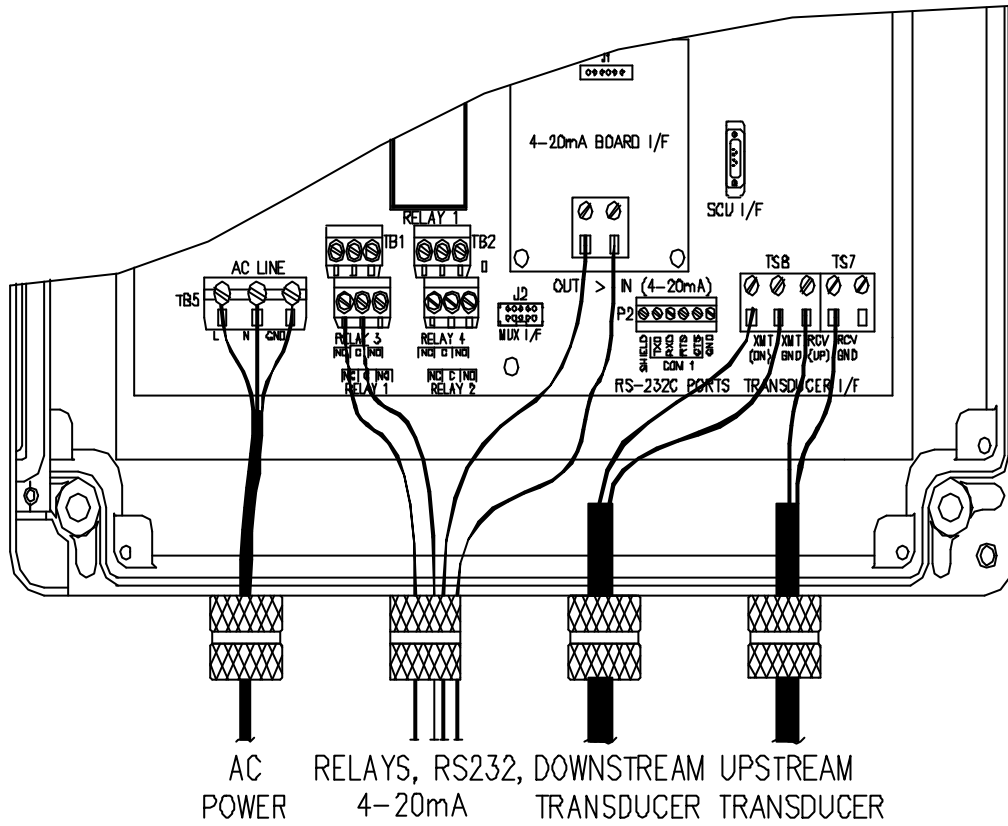 J1
4-20mA BOARD I/F
SCU I/F
RELAY 1
TB1
TB2
AC LINE
TB5
L N GND
OUT > IN (4-20mA)
TS8 TS7
J2
MUX I/F
P2
SHIELD
TXD
RXD
RTS
CTS
GND
COM 1
XMT (DN)
XMT GND
RCV (UP)
RCV GND
RELAY 3
RELAY 4
NC C NO
NC C NO
NC C NO
NC C NO
RELAY 1
RELAY 2
RS-232C PORTS
TRANSDUCER I/F
AC
POWER
RELAYS, RS232,
4-20mA
DOWNSTREAM
TRANSDUCER
UPSTREAM
TRANSDUCER